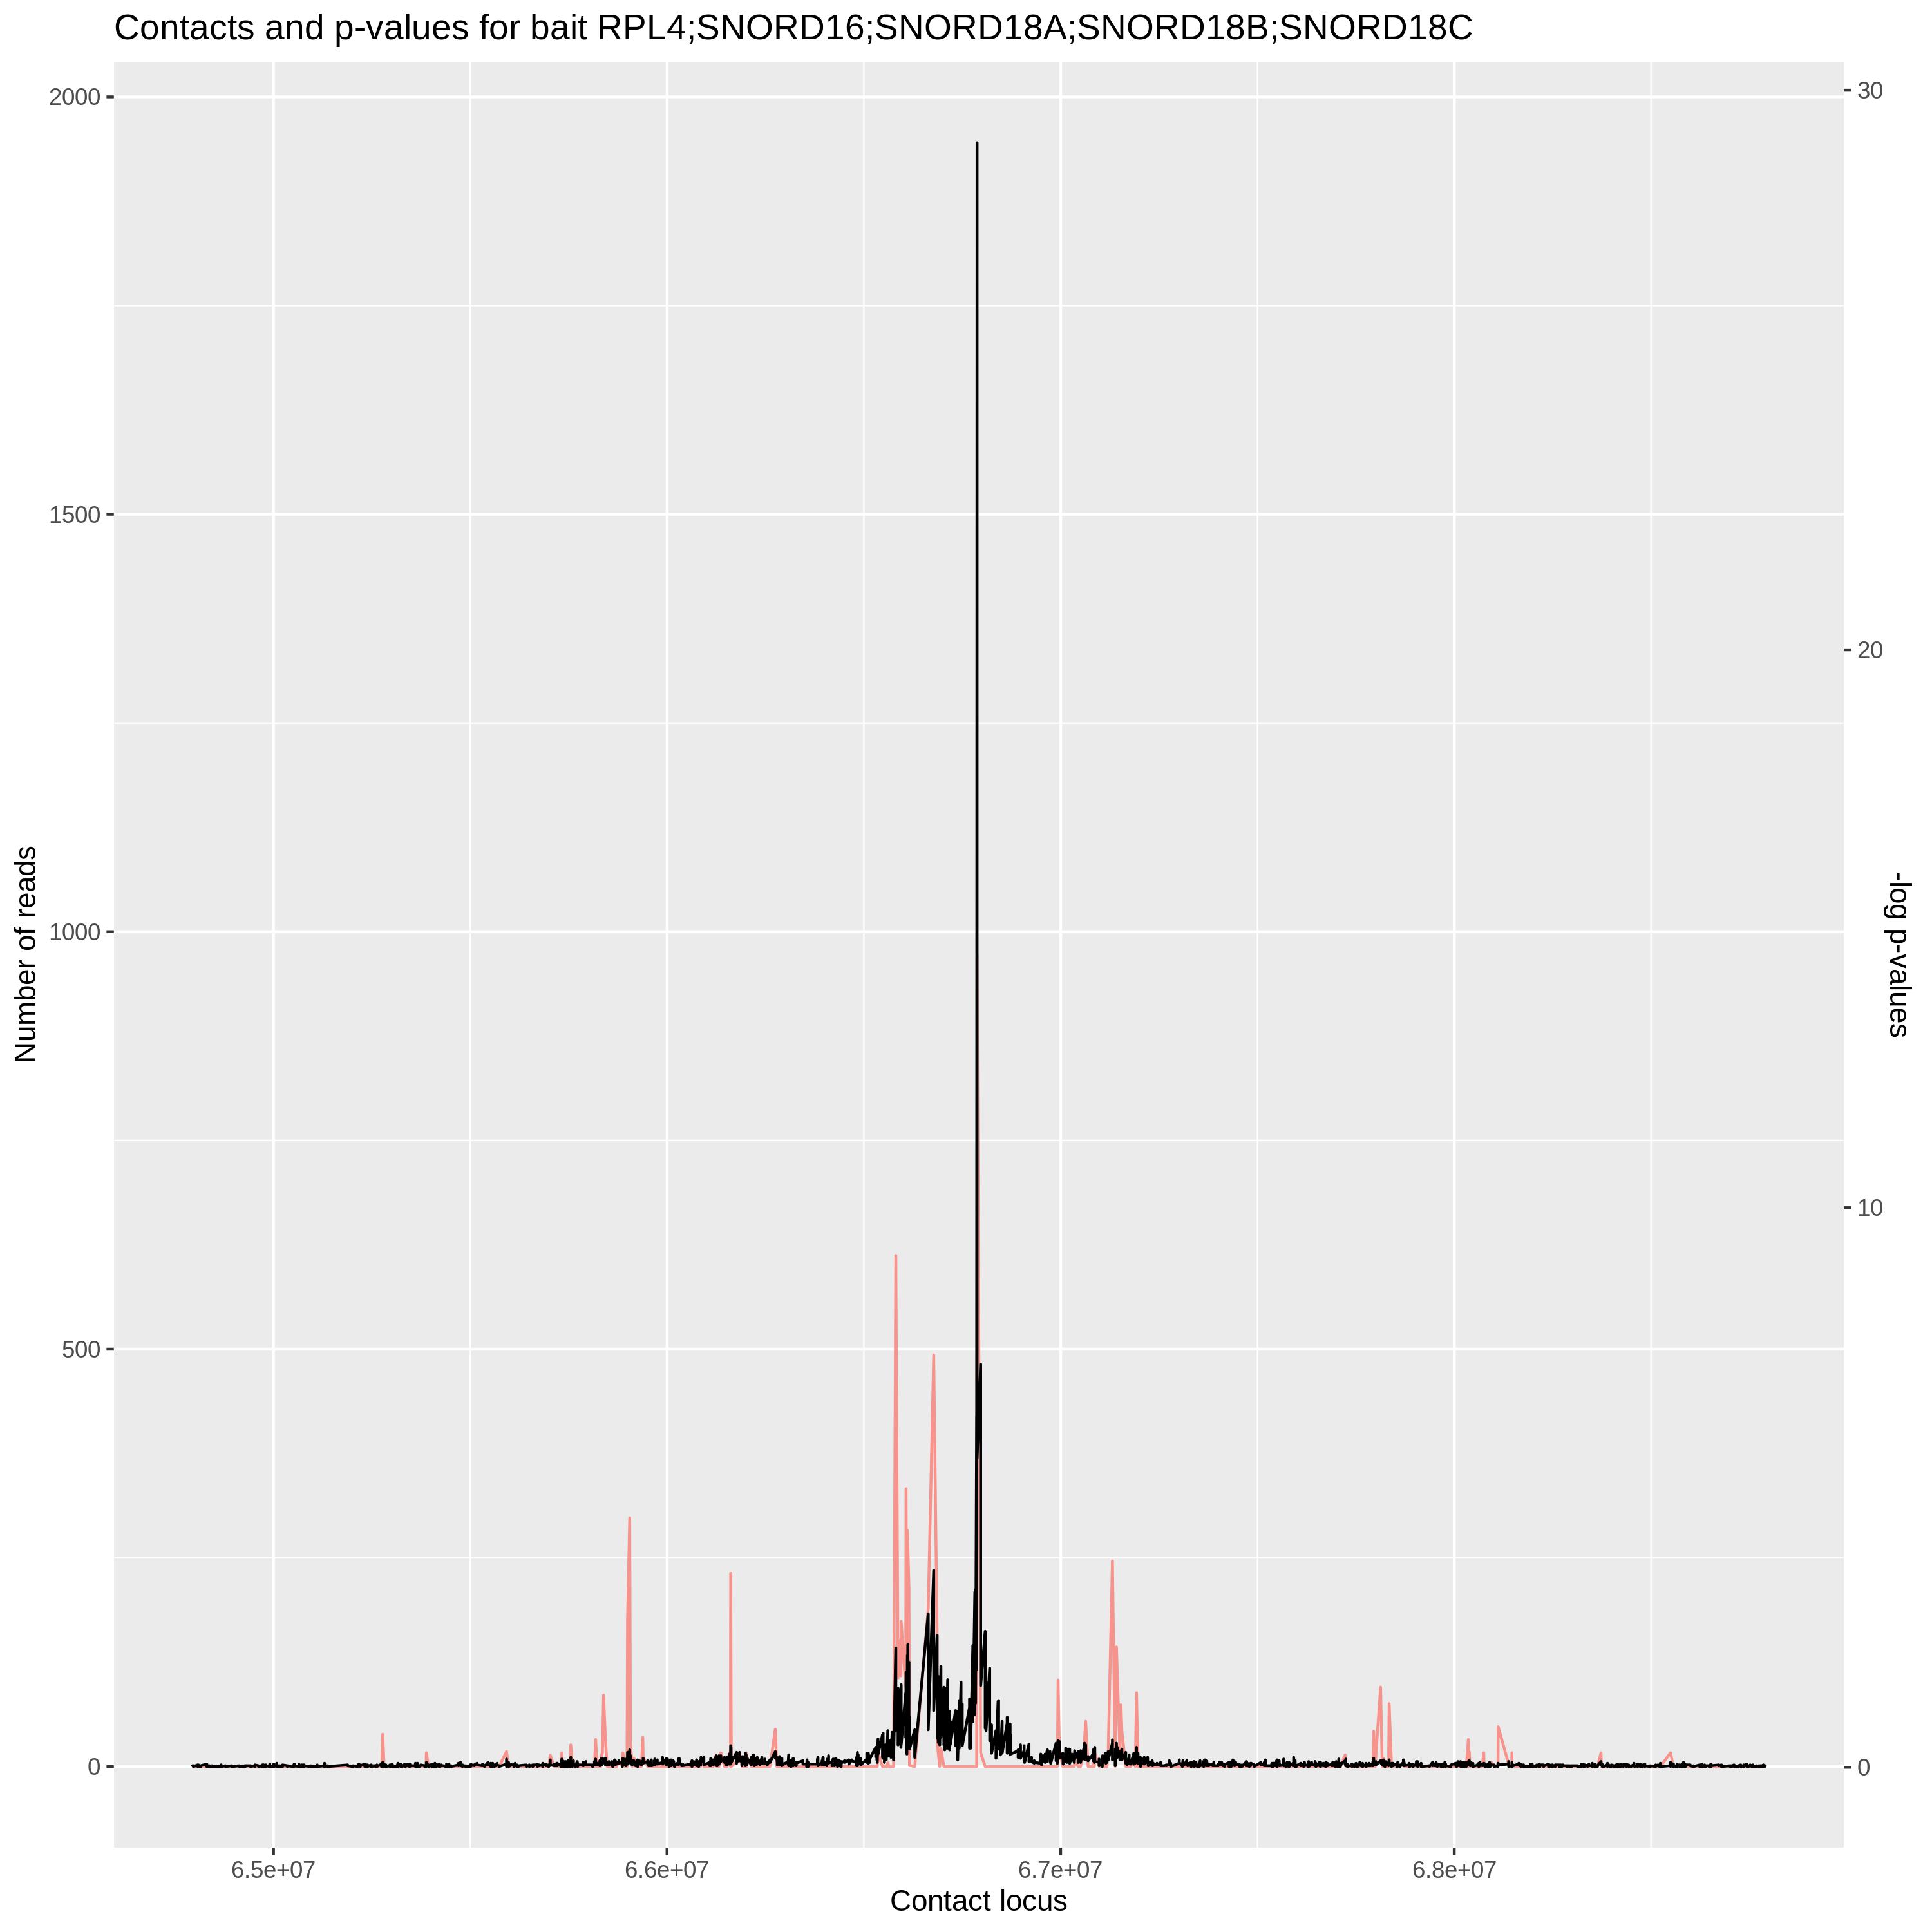 Contacts and p-values for bait RPL4;SNORD16;SNORD18A;SNORD18B;SNORD18C
2000
1500
1000
500
0
Number of reads
30
20
10
0
-log p-values
6.5e+07
6.6e+07
6.7e+07
6.8e+07
Contact locus